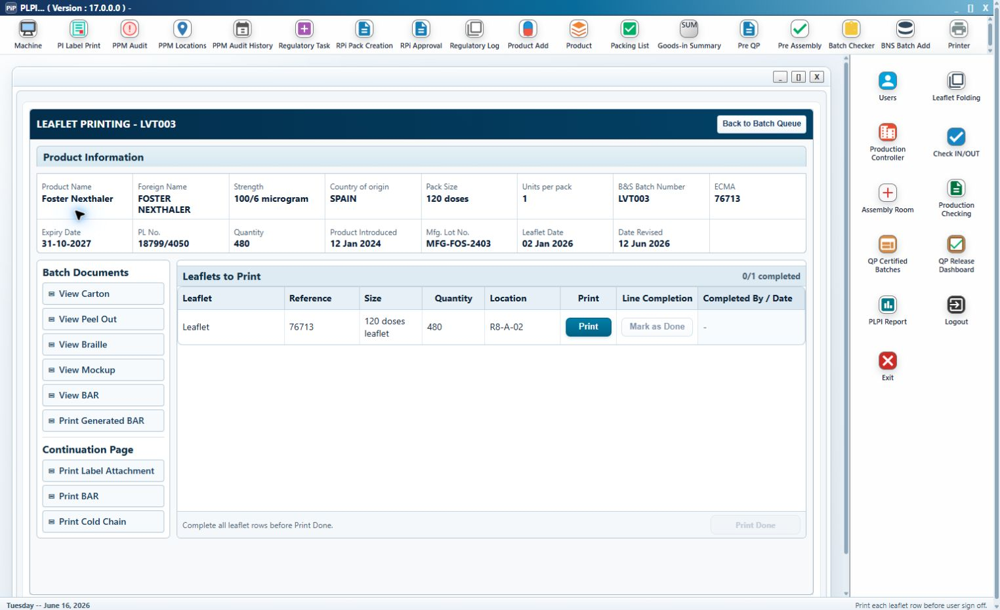 PiP PLPI... ( Version : 17.0.0.0 ) -
_ [] X
Machine
PI Label Print
PPM Audit
PPM Locations
PPM Audit History
Regulatory Task
RPi Pack Creation
RPi Approval
Regulatory Log
Product Add
Product
Packing List
SUM
Goods-in Summary
Pre QP
Pre Assembly
Batch Checker
BNS Batch Add
Printer
_ [] X
LEAFLET PRINTING - LVT003
Back to Batch Queue
Product Information
Product Name
Foster Nexthaler
Foreign Name
FOSTER
NEXTHALER
Strength
100/6 microgram
Country of origin
SPAIN
Pack Size
120 doses
Units per pack
1
B&S Batch Number
LVT003
ECMA
76713
Expiry Date
31-10-2027
PL No.
18799/4050
Quantity
480
Product Introduced
12 Jan 2024
Mfg. Lot No.
MFG-FOS-2403
Leaflet Date
02 Jan 2026
Date Revised
12 Jun 2026
Batch Documents
View Carton
View Peel Out
View Braille
View Mockup
View BAR
Print Generated BAR
Continuation Page
Print Label Attachment
Print BAR
Print Cold Chain
Leaflets to Print
0/1 completed
Leaflet Reference Size Quantity Location Print Line Completion Completed By / Date
Leaflet 76713 120 doses
leaflet
480 R8-A-02 Print Mark as Done -
Complete all leaflet rows before Print Done.
Print Done
Users
Leaflet Folding
Production
Controller
Check IN/OUT
Assembly Room
Production
Checking
QP Certified
Batches
QP Release
Dashboard
PLPI Report
Logout
Exit
Tuesday -- June 16, 2026
Print each leaflet row before user sign off.